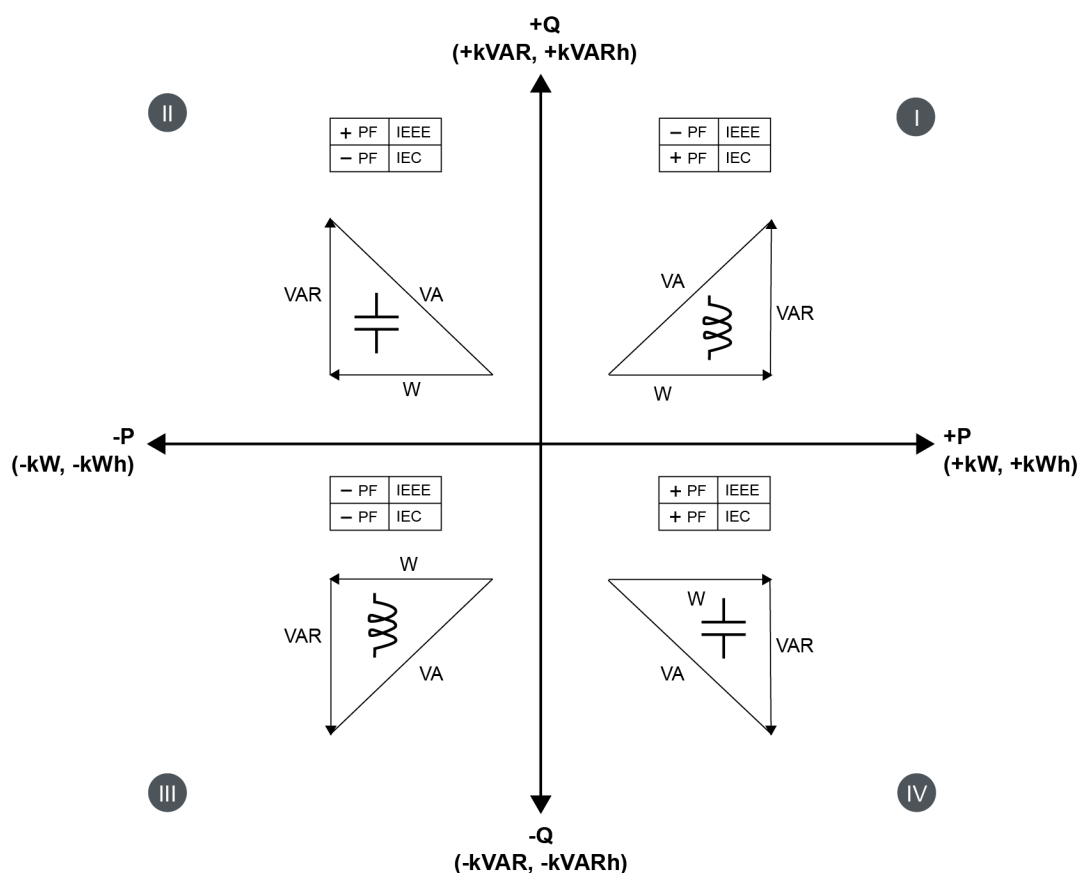 +Q
(+kVAR, +kVARh)
II
I
+ PF IEEE
− PF IEC
− PF IEEE
+ PF IEC
VAR
VA
W
VA
VAR
W
-P
(-kW, -kWh)
+P
(+kW, +kWh)
− PF IEEE
− PF IEC
+ PF IEEE
+ PF IEC
W
VAR
VA
W
VAR
VA
III
IV
-Q
(-kVAR, -kVARh)